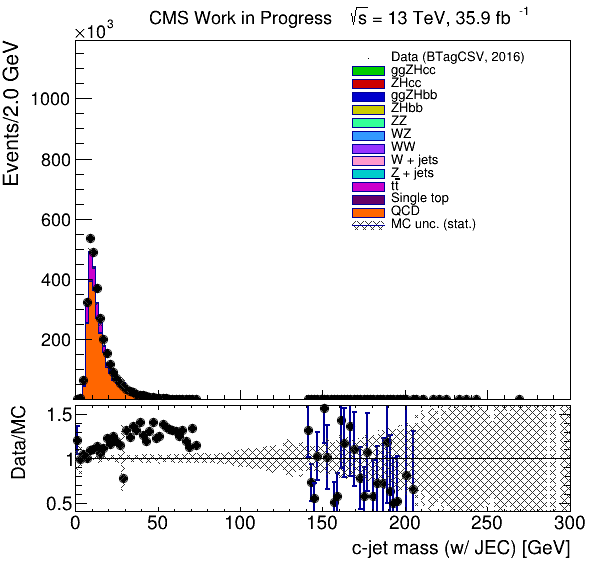 CMS Work in Progress √s = 13 TeV, 35.9 fb⁻¹
×10³
Events/2.0 GeV
1000
800
600
400
200
Data (BTagCSV, 2016)
ggZHcc
ZHcc
ggZHbb
ZHbb
ZZ
WZ
WW
W + jets
Z + jets
tt̅
Single top
QCD
MC unc. (stat.)
Data/MC
1.5
1
0.5
0 50 100 150 200 250 300
c-jet mass (w/ JEC) [GeV]